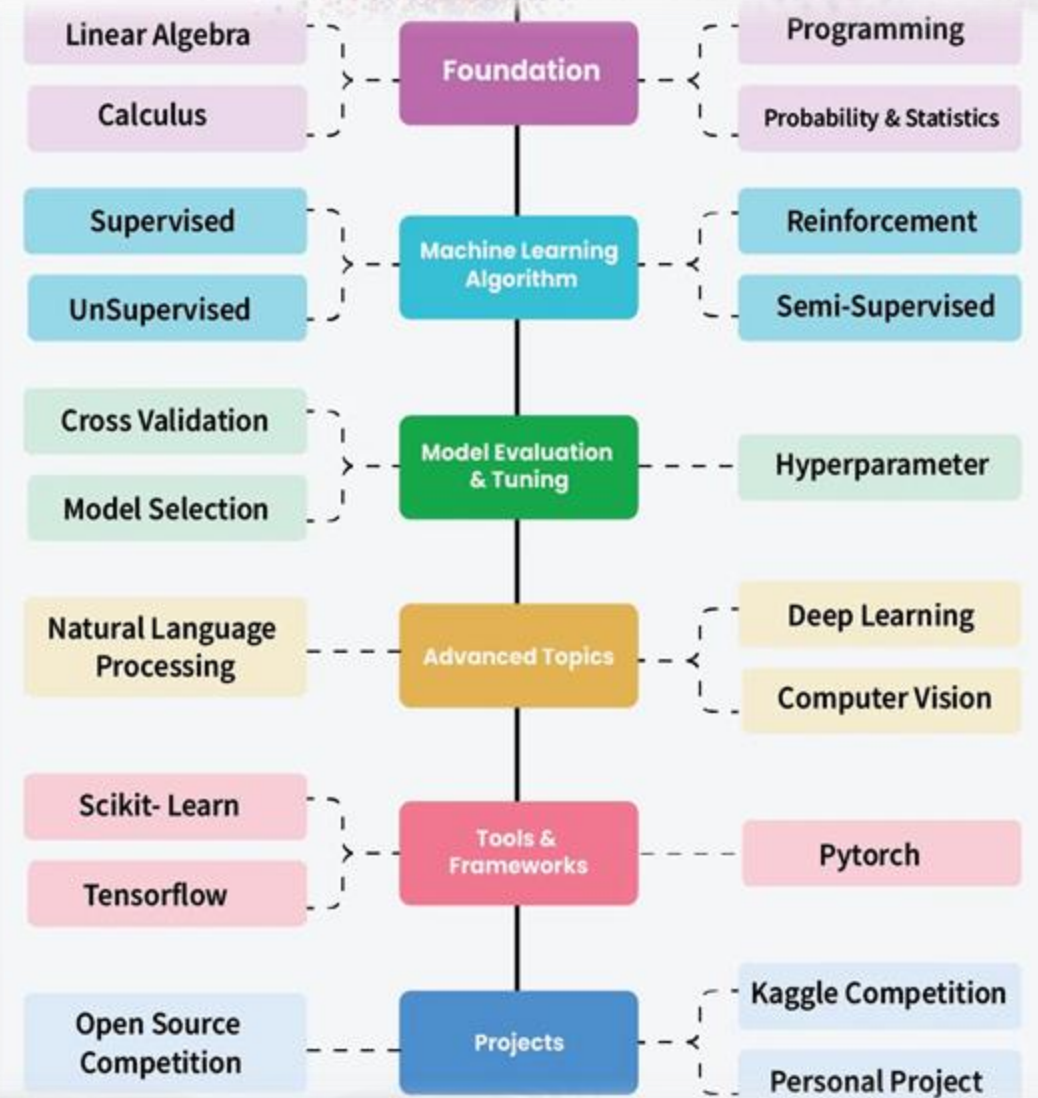 Linear Algebra
Foundation
Programming
Calculus
Probability & Statistics
Supervised
Machine Learning
Algorithm
Reinforcement
UnSupervised
Semi-Supervised
Cross Validation
Model Evaluation
& Tuning
Hyperparameter
Model Selection
Natural Language
Processing
Advanced Topics
Deep Learning
Computer Vision
Scikit- Learn
Tools &
Frameworks
Pytorch
Tensorflow
Open Source
Competition
Projects
Kaggle Competition
Personal Project